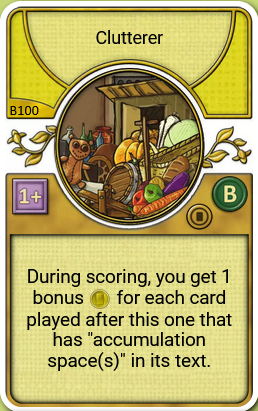 Clutterer
B100
1+
B
During scoring, you get 1
bonus for each card
played after this one that
has "accumulation
space(s)" in its text.